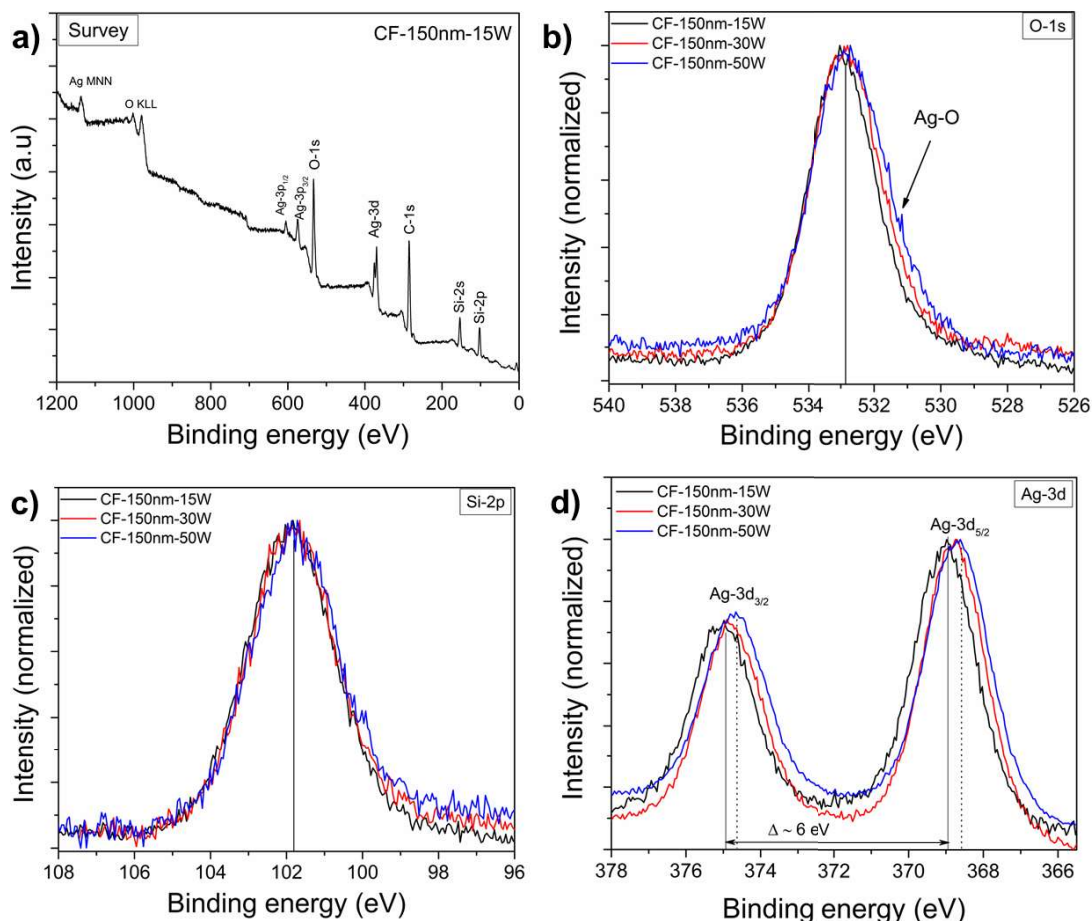 a)
Survey
CF-150nm-15W
Ag MNN
O KLL
Ag-3p1/2
Ag-3p3/2
O-1s
Ag-3d
C-1s
Si-2s
Si-2p
Intensity (a.u)
1200 1000 800 600 400 200 0
Binding energy (eV)
b)
CF-150nm-15W
CF-150nm-30W
CF-150nm-50W
O-1s
Ag-O
Intensity (normalized)
540 538 536 534 532 530 528 526
Binding energy (eV)
c)
CF-150nm-15W
CF-150nm-30W
CF-150nm-50W
Si-2p
Intensity (normalized)
108 106 104 102 100 98 96
Binding energy (eV)
d)
CF-150nm-15W
CF-150nm-30W
CF-150nm-50W
Ag-3d
Ag-3d5/2
Ag-3d3/2
Δ ~ 6 eV
Intensity (normalized)
378 376 374 372 370 368 366
Binding energy (eV)